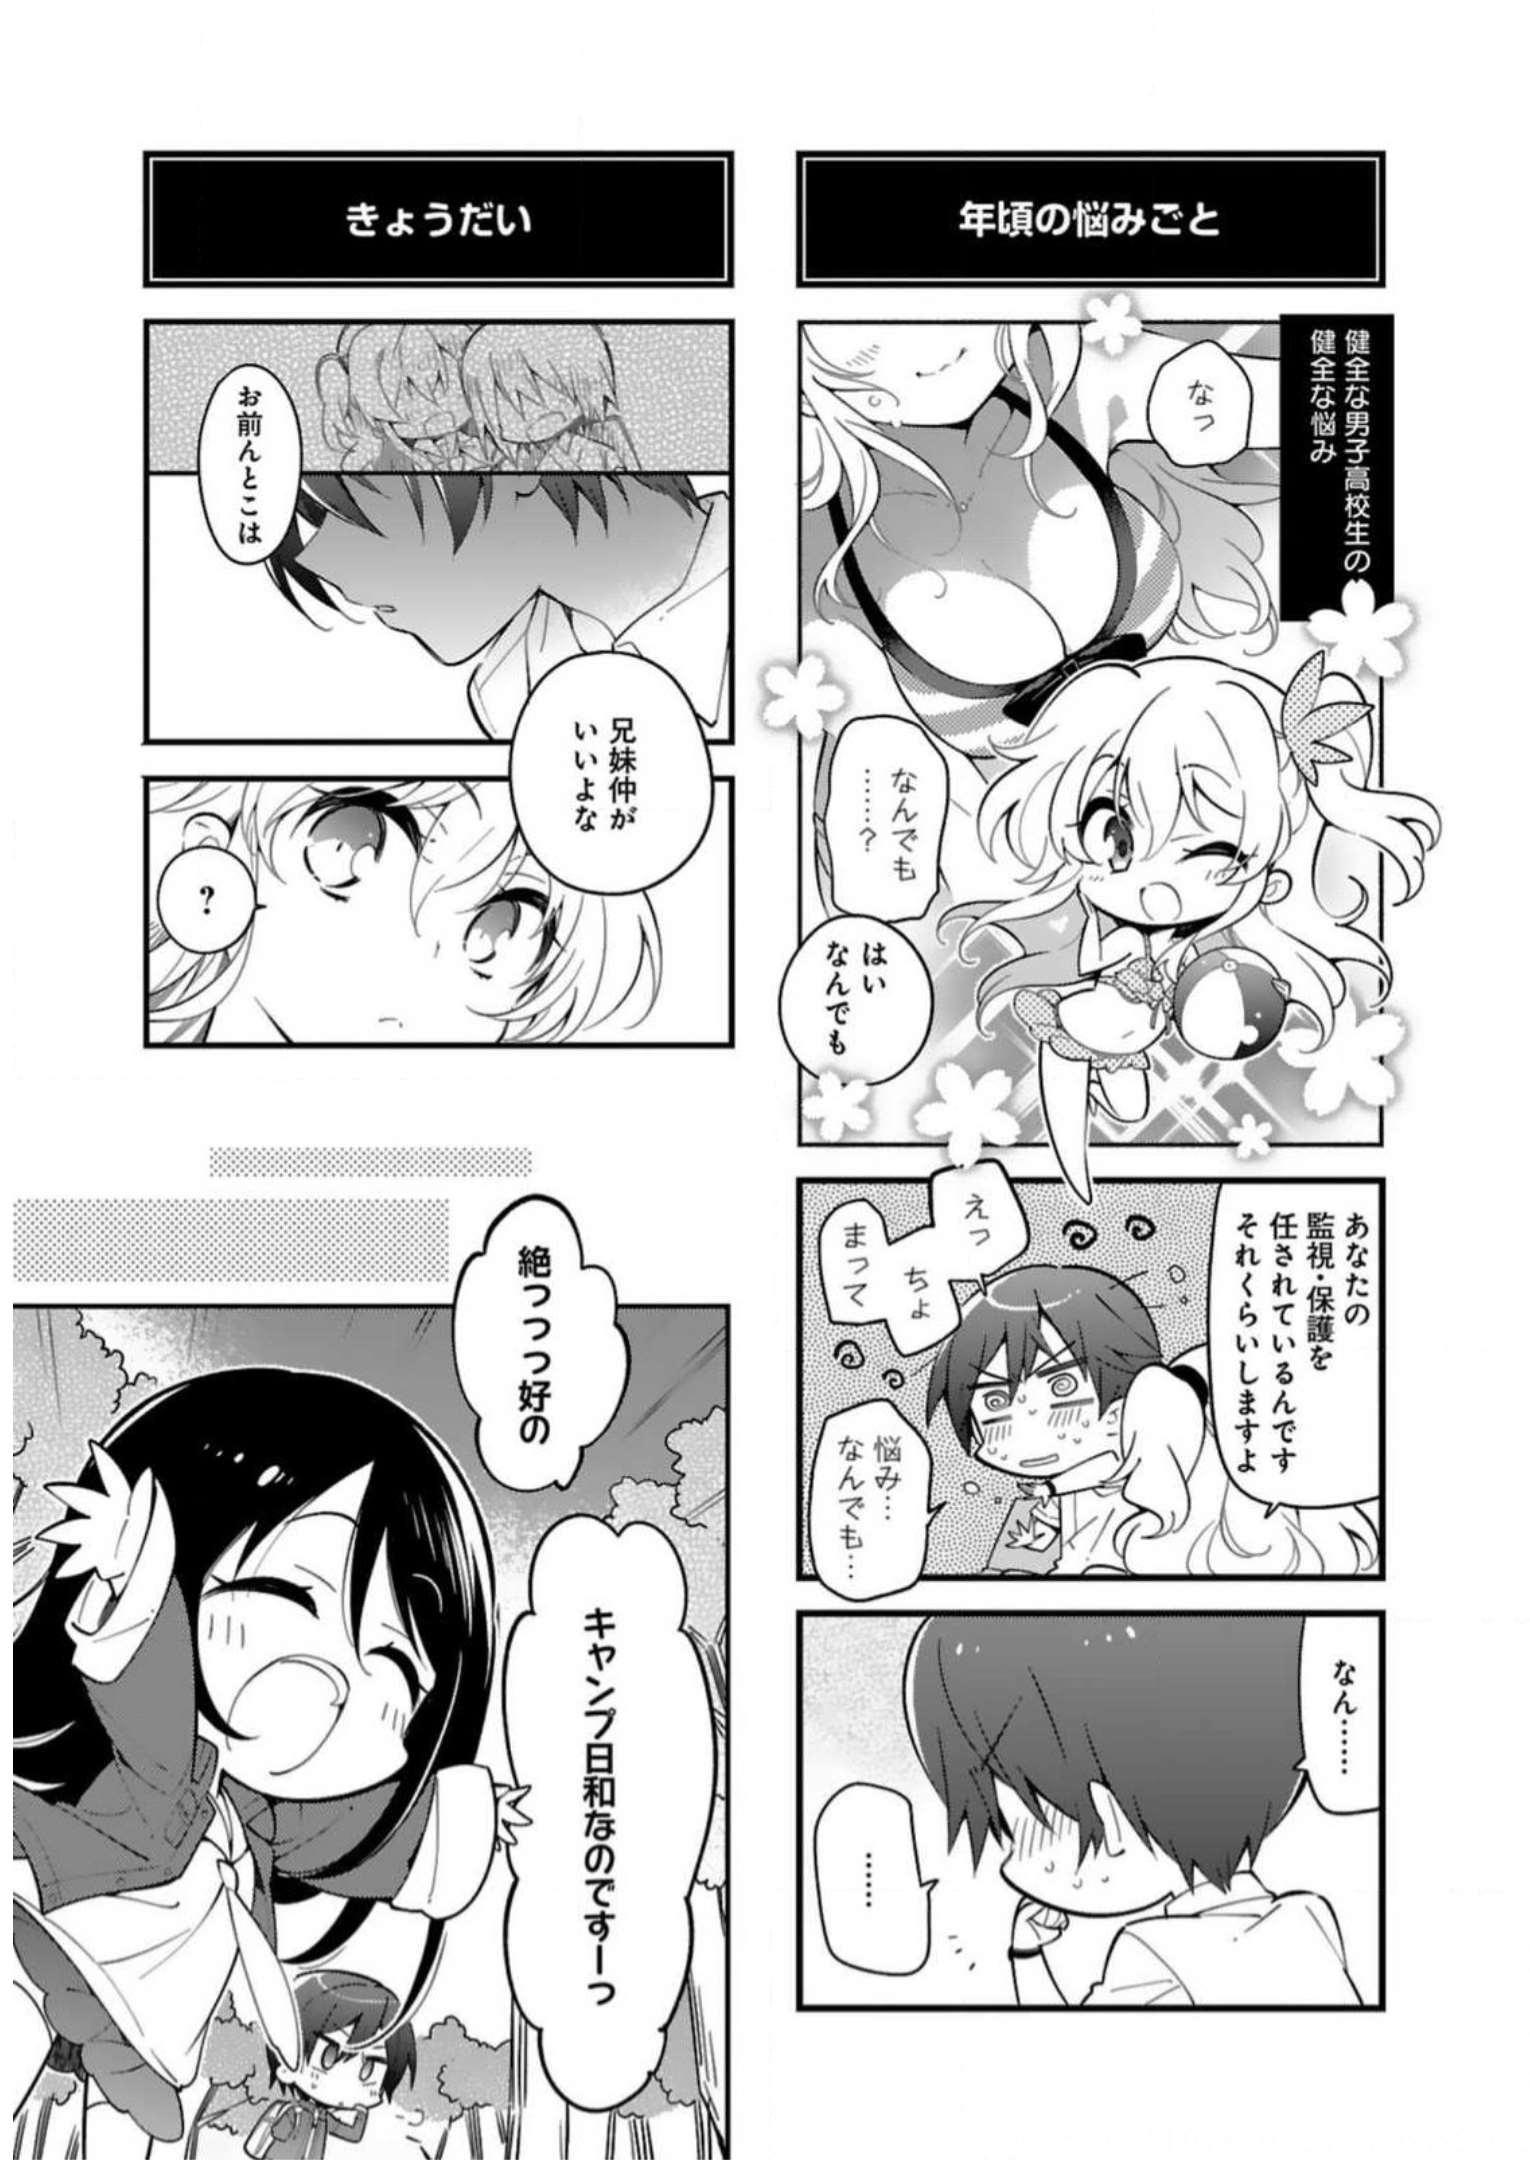 年頃の悩みごと
健全な男子高校生の
健全な悩み
なっ
なんでも
……?
はい
なんでも
あなたの
監視・保護を
任されているんです
それくらいしますよ
えっ
ちょ
まって
悩み…
なんでも…
なん……
……
きょうだい
お前んとこは
兄妹仲が
いいよな
?
絶っっっ好の
キャンプ日和なのですーっ